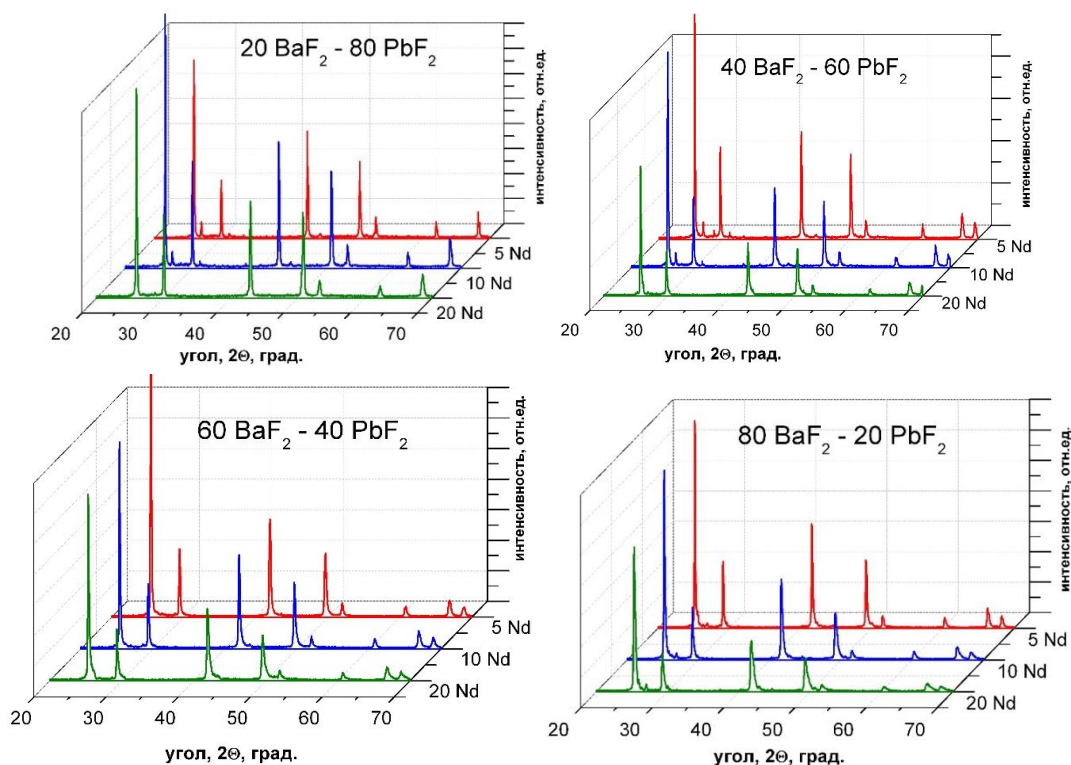 20 BaF₂ - 80 PbF₂
интенсивность, отн.ед.
5 Nd
10 Nd
20 Nd
20 30 40 50 60 70
угол, 2Θ, град.
40 BaF₂ - 60 PbF₂
интенсивность, отн.ед.
5 Nd
10 Nd
20 Nd
20 30 40 50 60 70
угол, 2Θ, град.
60 BaF₂ - 40 PbF₂
интенсивность, отн.ед.
5 Nd
10 Nd
20 Nd
20 30 40 50 60 70
угол, 2Θ, град.
80 BaF₂ - 20 PbF₂
интенсивность, отн.ед.
5 Nd
10 Nd
20 Nd
20 30 40 50 60 70
угол, 2Θ, град.